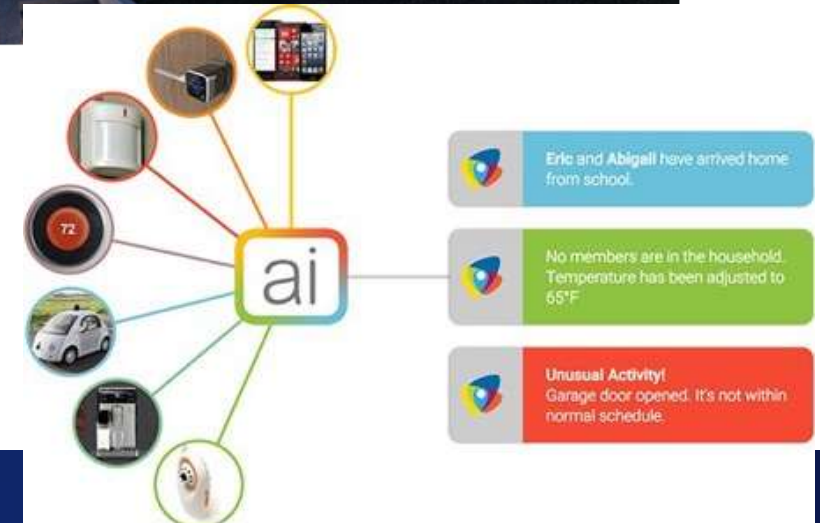 72
ai
Eric and Abigail have arrived home
from school.
No members are in the household.
Temperature has been adjusted to
65°F
Unusual Activity!
Garage door opened. It's not within
normal schedule.